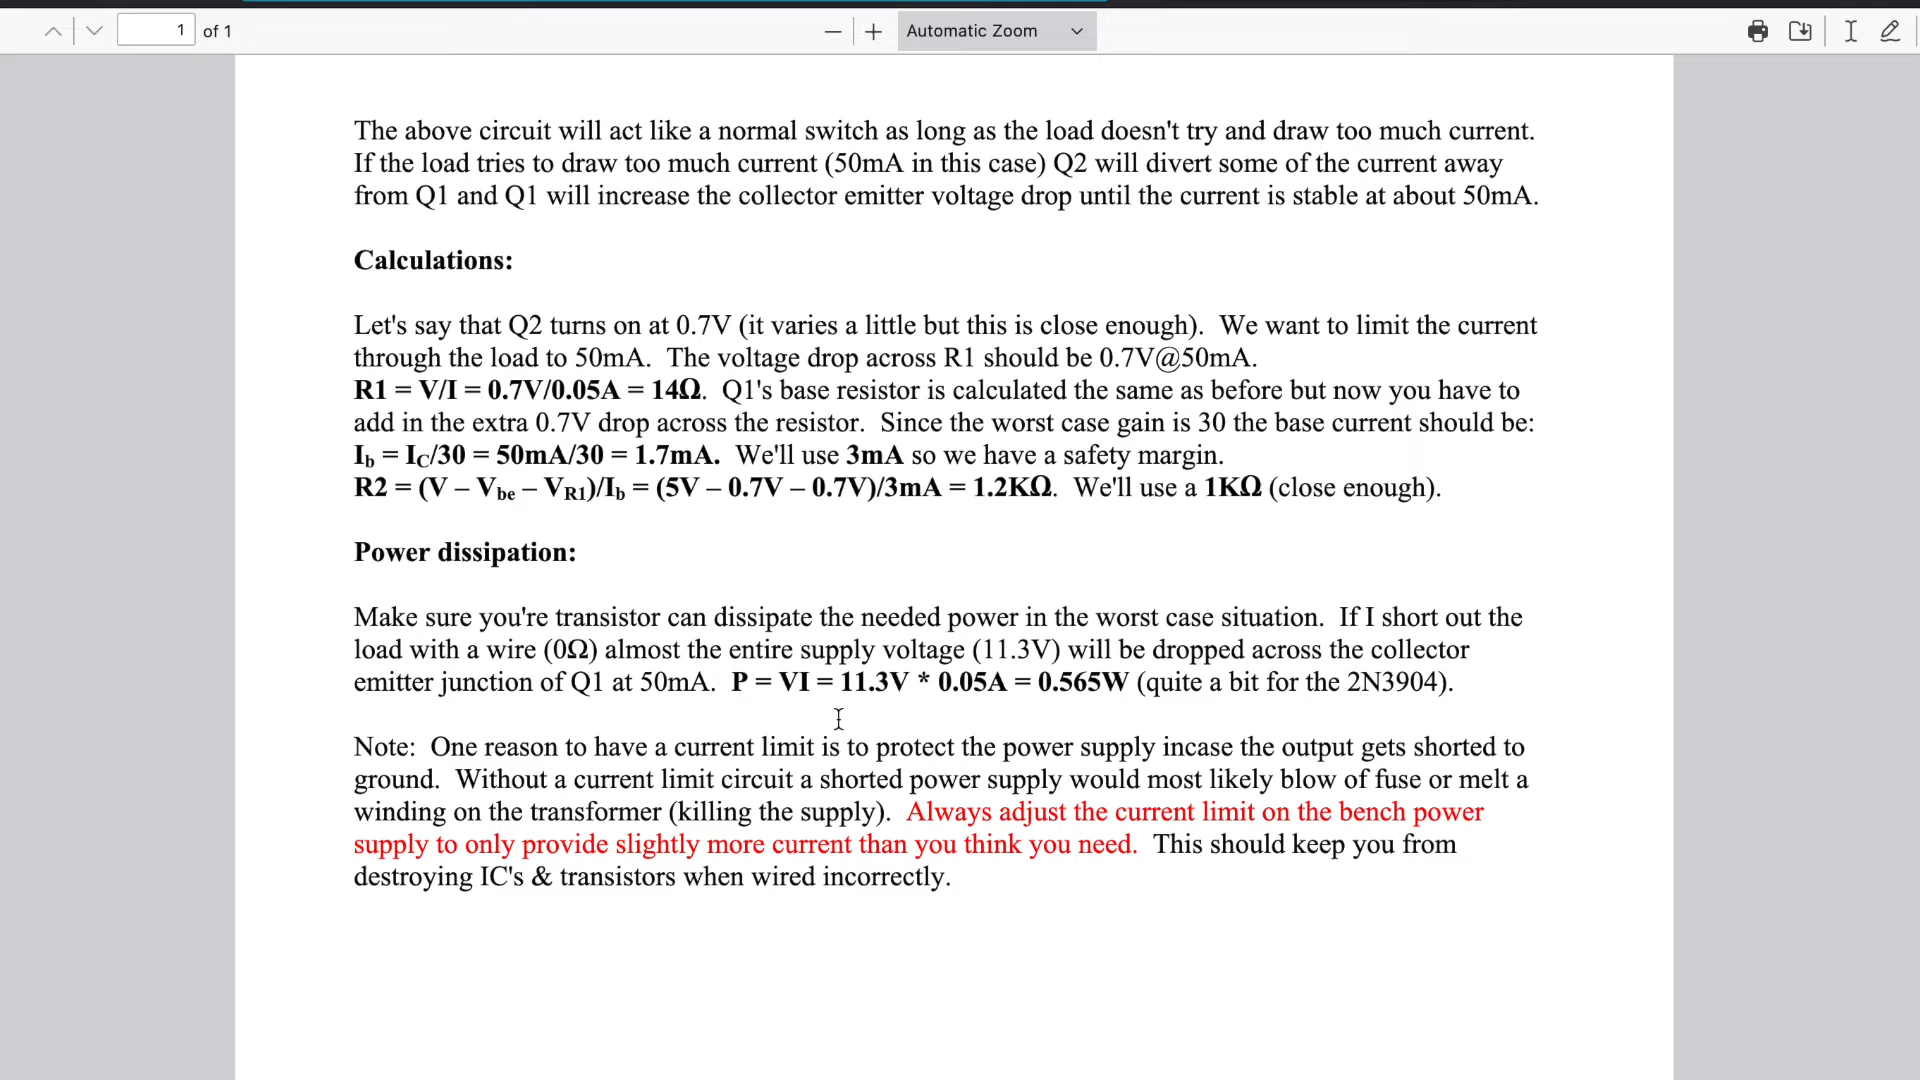 1 of 1 Automatic Zoom
The above circuit will act like a normal switch as long as the load doesn't try and draw too much current.
If the load tries to draw too much current (50mA in this case) Q2 will divert some of the current away
from Q1 and Q1 will increase the collector emitter voltage drop until the current is stable at about 50mA.
Calculations:
Let's say that Q2 turns on at 0.7V (it varies a little but this is close enough).  We want to limit the current
through the load to 50mA.  The voltage drop across R1 should be 0.7V@50mA.
R1 = V/I = 0.7V/0.05A = 14Ω.  Q1's base resistor is calculated the same as before but now you have to
add in the extra 0.7V drop across the resistor.  Since the worst case gain is 30 the base current should be:
Ib = IC/30 = 50mA/30 = 1.7mA.  We'll use 3mA so we have a safety margin.
R2 = (V – Vbe – VR1)/Ib = (5V – 0.7V – 0.7V)/3mA = 1.2KΩ.  We'll use a 1KΩ (close enough).
Power dissipation:
Make sure you're transistor can dissipate the needed power in the worst case situation.  If I short out the
load with a wire (0Ω) almost the entire supply voltage (11.3V) will be dropped across the collector
emitter junction of Q1 at 50mA.  P = VI = 11.3V * 0.05A = 0.565W (quite a bit for the 2N3904).
Note:  One reason to have a current limit is to protect the power supply incase the output gets shorted to
ground.  Without a current limit circuit a shorted power supply would most likely blow of fuse or melt a
winding on the transformer (killing the supply).  Always adjust the current limit on the bench power
supply to only provide slightly more current than you think you need.  This should keep you from
destroying IC's & transistors when wired incorrectly.